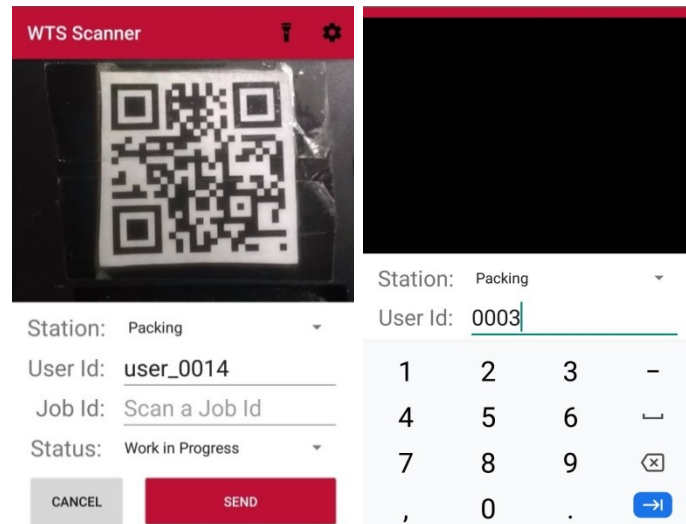 WTS Scanner
Station: Packing
User Id: user_0014
Job Id: Scan a Job Id
Status: Work in Progress
CANCEL SEND
Station: Packing
User Id: 0003
1 2 3 -
4 5 6
7 8 9
, 0 .